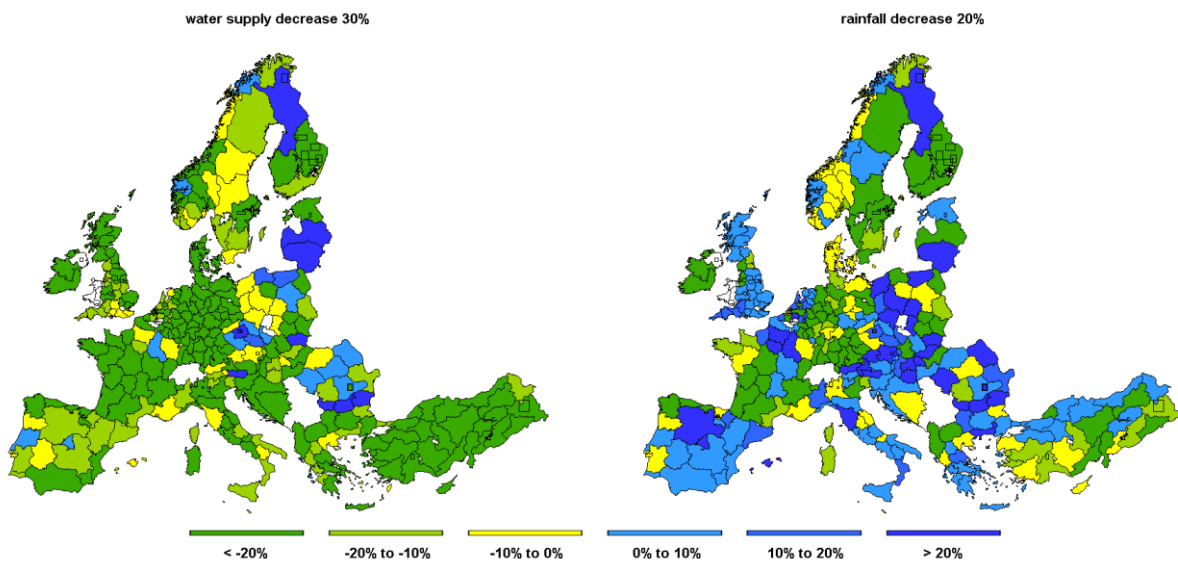 water supply decrease 30%
rainfall decrease 20%
< -20%
-20% to -10%
-10% to 0%
0% to 10%
10% to 20%
> 20%